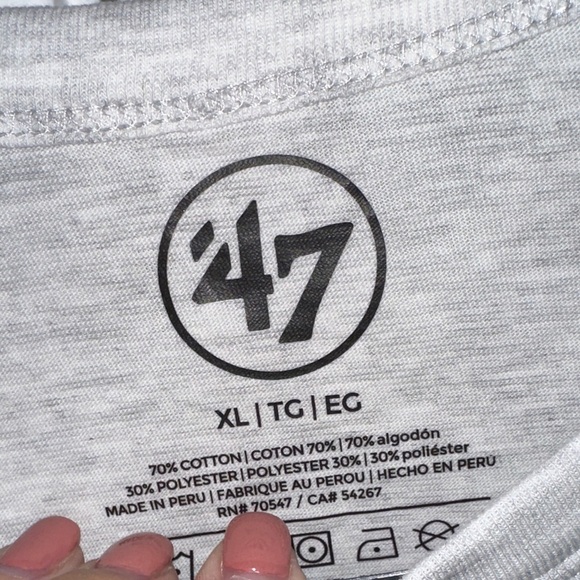 '47
XL | TG | EG
70% COTTON | COTON 70% | 70% algodón
30% POLYESTER | POLYESTER 30% | 30% poliéster
MADE IN PERU | FABRIQUE AU PEROU | HECHO EN PERÚ
RN# 70547 / CA# 54267